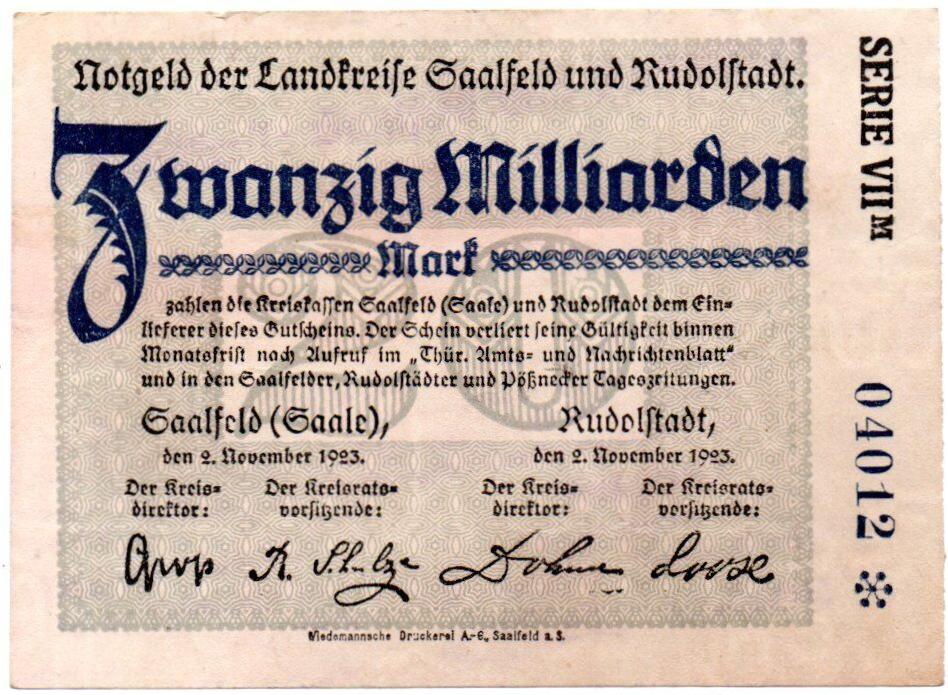 Notgeld der Landkreise Saalfeld und Rudolstadt.
Zwanzig Milliarden
Mark
20
zahlen die Kreiskassen Saalfeld (Saale) und Rudolstadt dem Ein=
lieferer dieses Gutscheins. Der Schein verliert seine Gültigkeit binnen
Monatsfrist nach Aufruf im „Thür. Amts= und Nachrichtenblatt“
und in den Saalfelder, Rudolstädter und Pößnecker Tageszeitungen.
Saalfeld (Saale), Rudolstadt,
den 2. November 1923. den 2. November 1923.
Der Kreis= Der Kreisrats= Der Kreis= Der Kreisrats=
direktor: vorsitzende: direktor: vorsitzende:
R. Schulze Loose
Wiedemannsche Druckerei A.-G., Saalfeld a. S.
SERIE VII M
04012 *